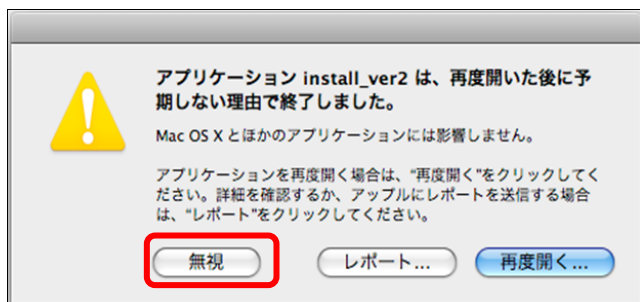 アプリケーション install_ver2 は、再度開いた後に予
期しない理由で終了しました。
Mac OS X とほかのアプリケーションには影響しません。
アプリケーションを再度開く場合は、"再度開く"をクリックしてく
ださい。詳細を確認するか、アップルにレポートを送信する場合
は、"レポート"をクリックしてください。
無視
レポート...
再度開く...